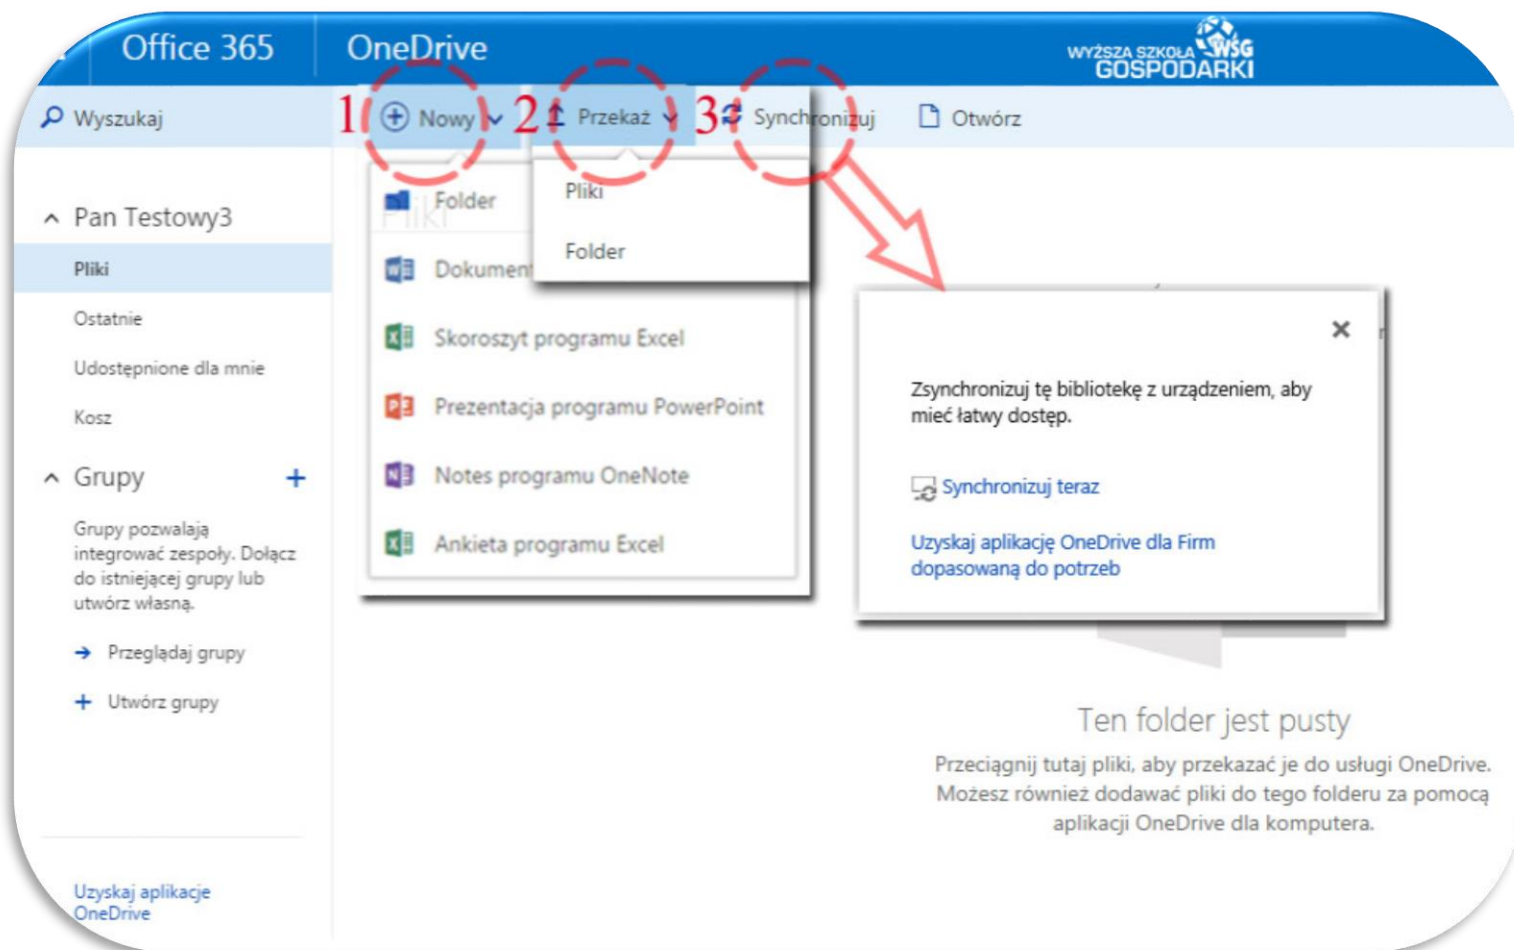 Office 365
OneDrive
WYŻSZA SZKOŁA WSG
GOSPODARKI
Wyszukaj
1
Nowy
2
Przekaż
3
Synchronizuj
Otwórz
Pan Testowy3
Pliki
Ostatnie
Udostępnione dla mnie
Kosz
Grupy
Grupy pozwalają
integrować zespoły. Dołącz
do istniejącej grupy lub
utwórz własną.
Przeglądaj grupy
Utwórz grupy
Uzyskaj aplikacje
OneDrive
Folder
Pliki
Dokument
Skoroszyt programu Excel
Prezentacja programu PowerPoint
Notes programu OneNote
Ankieta programu Excel
Pliki
Folder
Zsynchronizuj tę bibliotekę z urządzeniem, aby
mieć łatwy dostęp.
Synchronizuj teraz
Uzyskaj aplikację OneDrive dla Firm
dopasowaną do potrzeb
Ten folder jest pusty
Przeciągnij tutaj pliki, aby przekazać je do usługi OneDrive.
Możesz również dodawać pliki do tego folderu za pomocą
aplikacji OneDrive dla komputera.